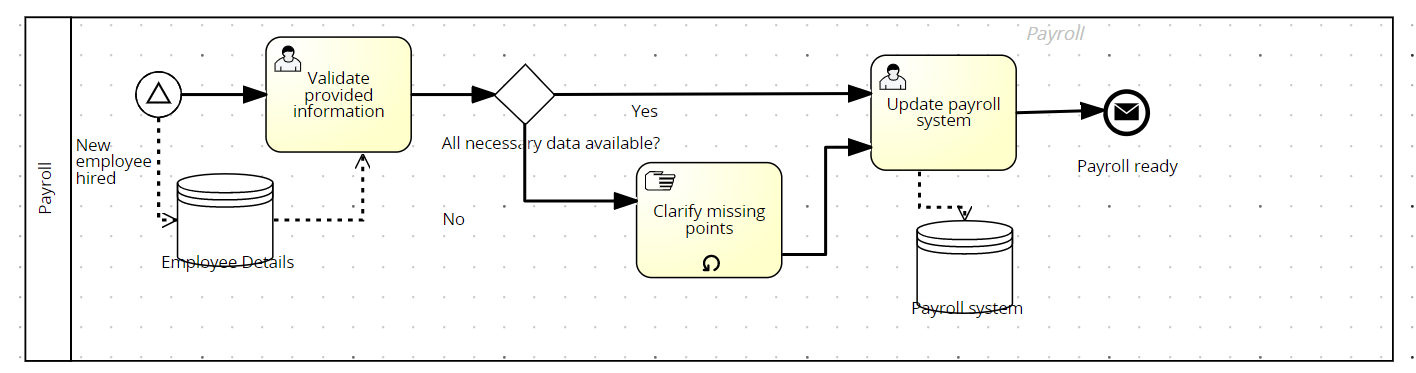 Payroll
Payroll
New
employee
hired
Validate
provided
information
Employee Details
All necessary data available?
Yes
No
Clarify missing
points
Update payroll
system
Payroll system
Payroll ready